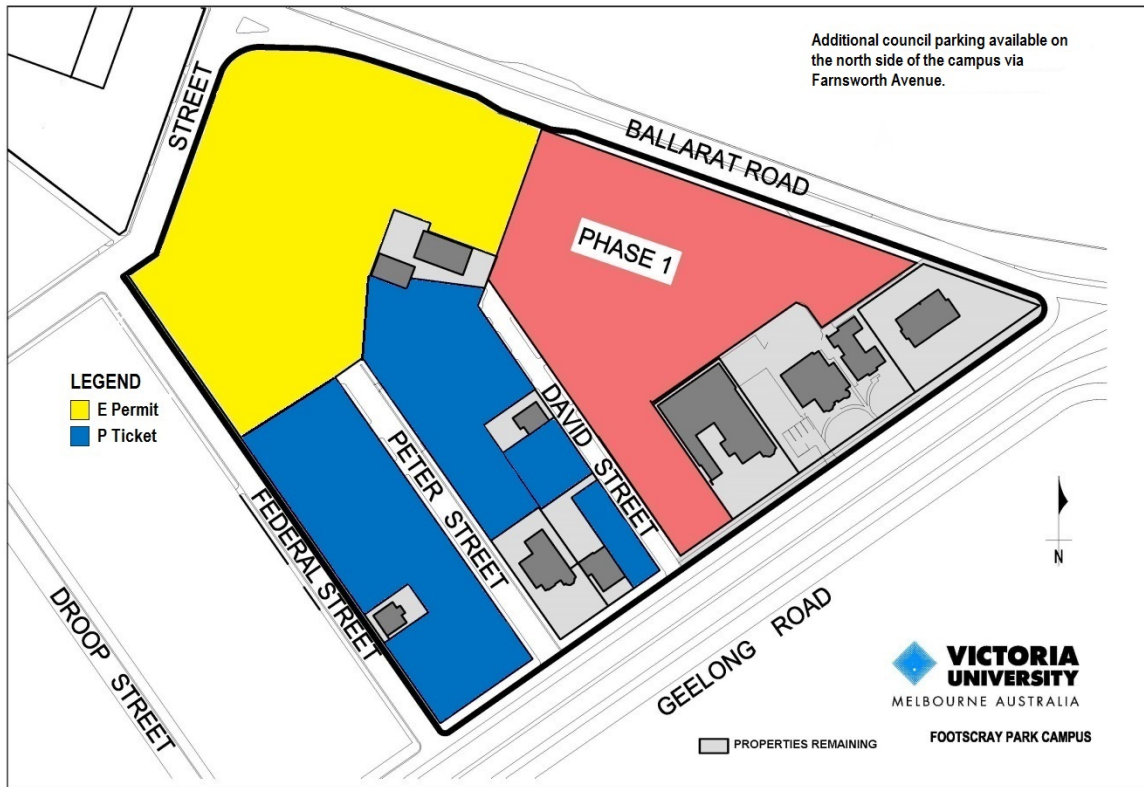 Additional council parking available on
the north side of the campus via
Farnsworth Avenue.
STREET
BALLARAT ROAD
PHASE 1
LEGEND
E Permit
P Ticket
DAVID STREET
PETER STREET
FEDERAL STREET
DROOP STREET
GEELONG ROAD
N
VICTORIA
UNIVERSITY
MELBOURNE AUSTRALIA
FOOTSCRAY PARK CAMPUS
PROPERTIES REMAINING